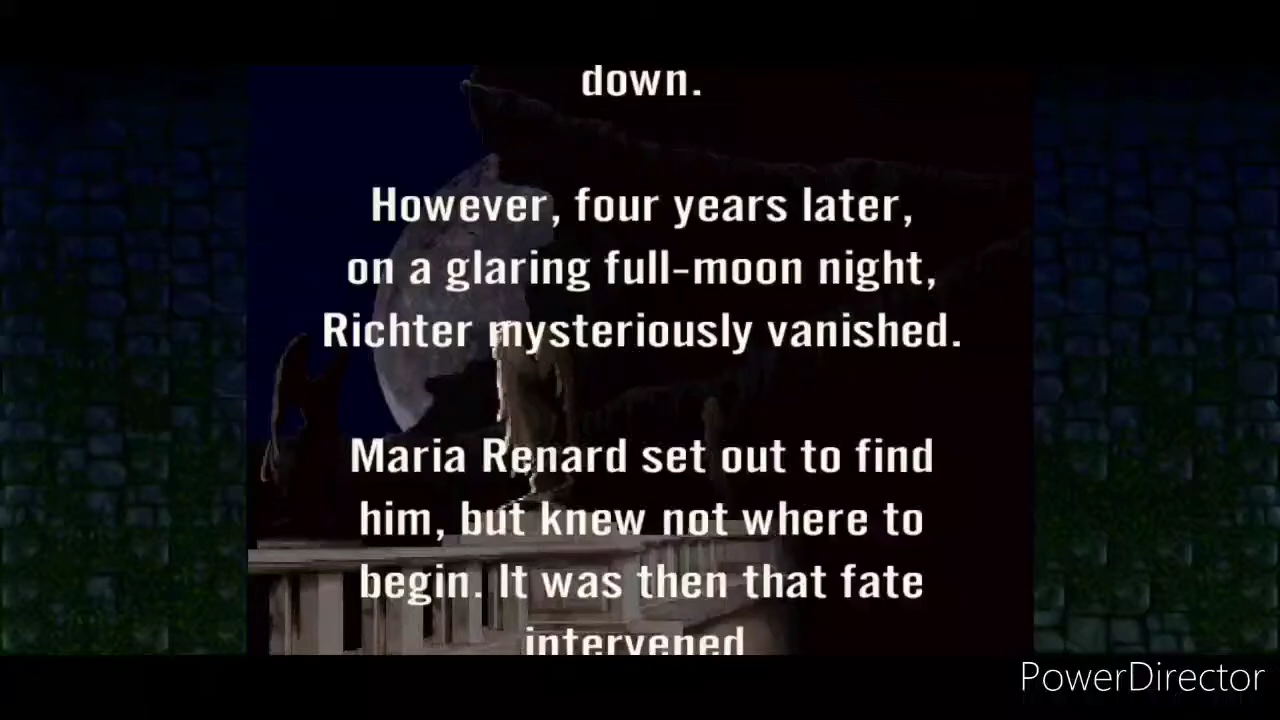 down.
However, four years later,
on a glaring full-moon night,
Richter mysteriously vanished.
Maria Renard set out to find
him, but knew not where to
begin. It was then that fate
intervened
PowerDirector